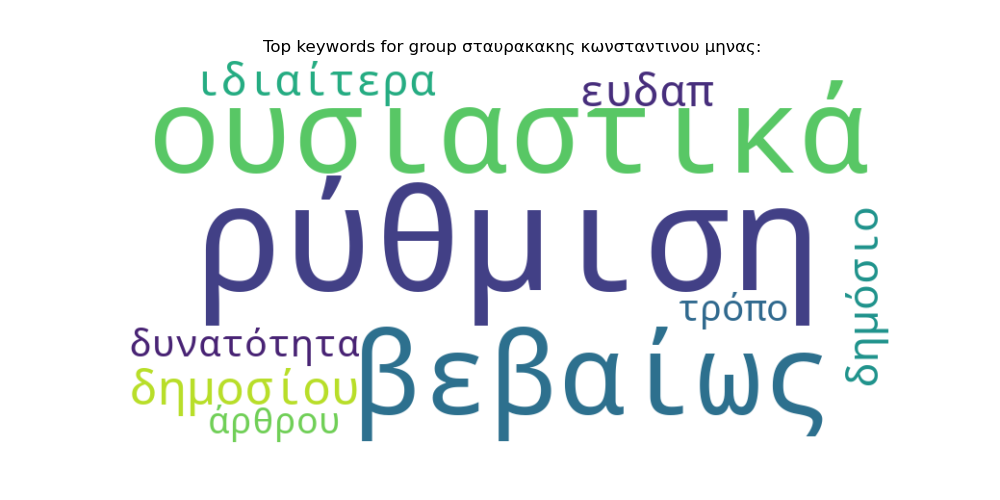 Top keywords for group σταυρακακης κωνσταντινου μηνας:
ιδιαίτερα
ευδαπ
ουσιαστικά
ρύθμιση
δημόσιο
τρόπο
δυνατότητα
βεβαίως
δημοσίου
άρθρου